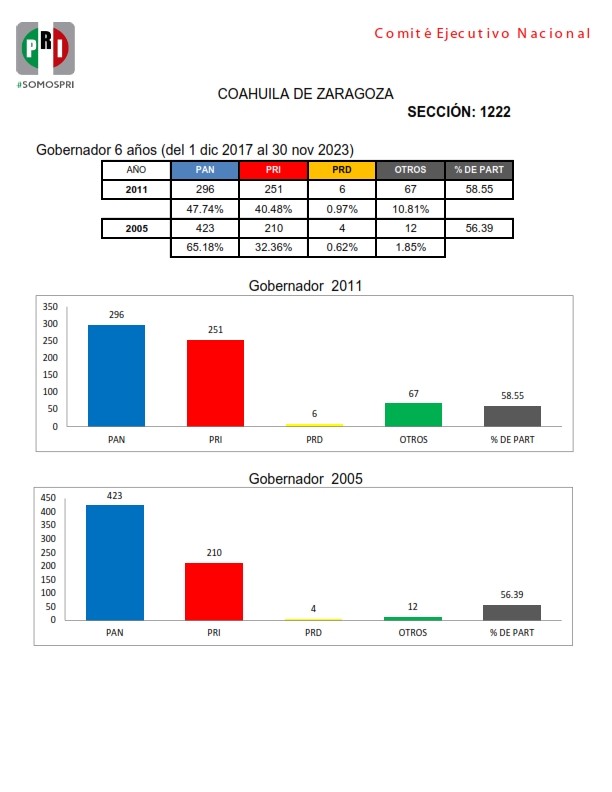 Comité Ejecutivo Nacional
PRI
#SOMOSPRI
COAHUILA DE ZARAGOZA
SECCIÓN: 1222
Gobernador 6 años (del 1 dic 2017 al 30 nov 2023)
AÑO PAN PRI PRD OTROS % DE PART
2011 296 251 6 67 58.55
47.74% 40.48% 0.97% 10.81%
2005 423 210 4 12 56.39
65.18% 32.36% 0.62% 1.85%
Gobernador 2011
350
300
250
200
150
100
50
0
296
251
6
67
58.55
PAN PRI PRD OTROS % DE PART
Gobernador 2005
450
400
350
300
250
200
150
100
50
0
423
210
4
12
56.39
PAN PRI PRD OTROS % DE PART